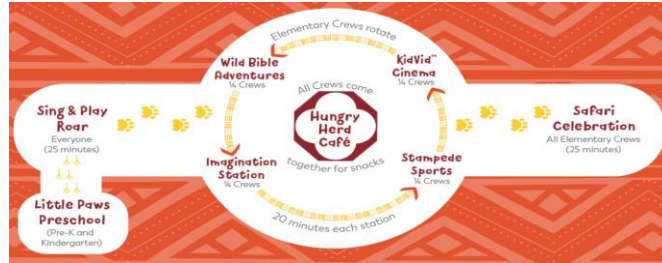 Elementary Crews rotate
Wild Bible
Adventures
¼ Crews
KidVid™
Cinema
¼ Crews
Sing & Play
Roar
Everyone
(25 minutes)
All Crews come
Hungry
Herd
Café
together for snacks
Safari
Celebration
All Elementary Crews
(25 minutes)
Imagination
Station
¼ Crews
Stampede
Sports
¼ Crews
Little Paws
Preschool
(Pre-K and
Kindergarten)
20 minutes each station